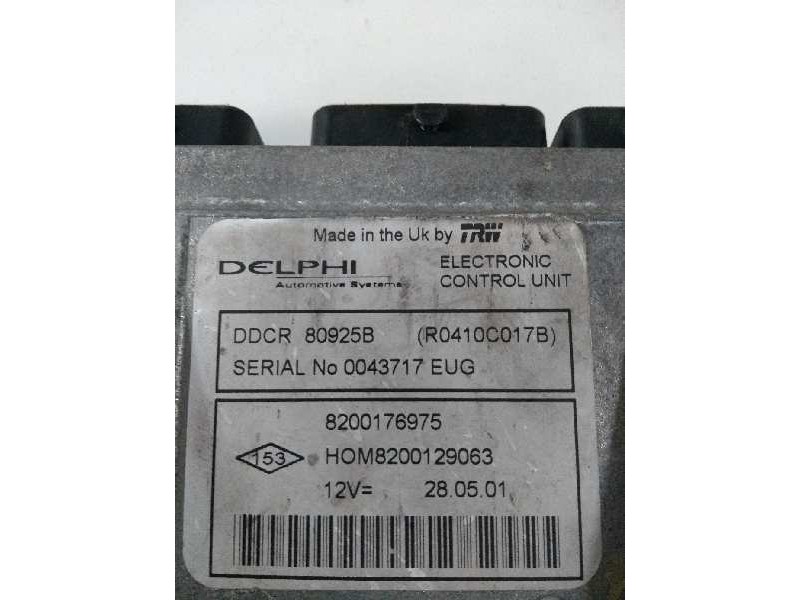 Made in the Uk by TRW
DELPHI
Automotive Systems
ELECTRONIC
CONTROL UNIT
DDCR 80925B (R0410C017B)
SERIAL No 0043717 EUG
8200176975
153 HOM8200129063
12V= 28.05.01